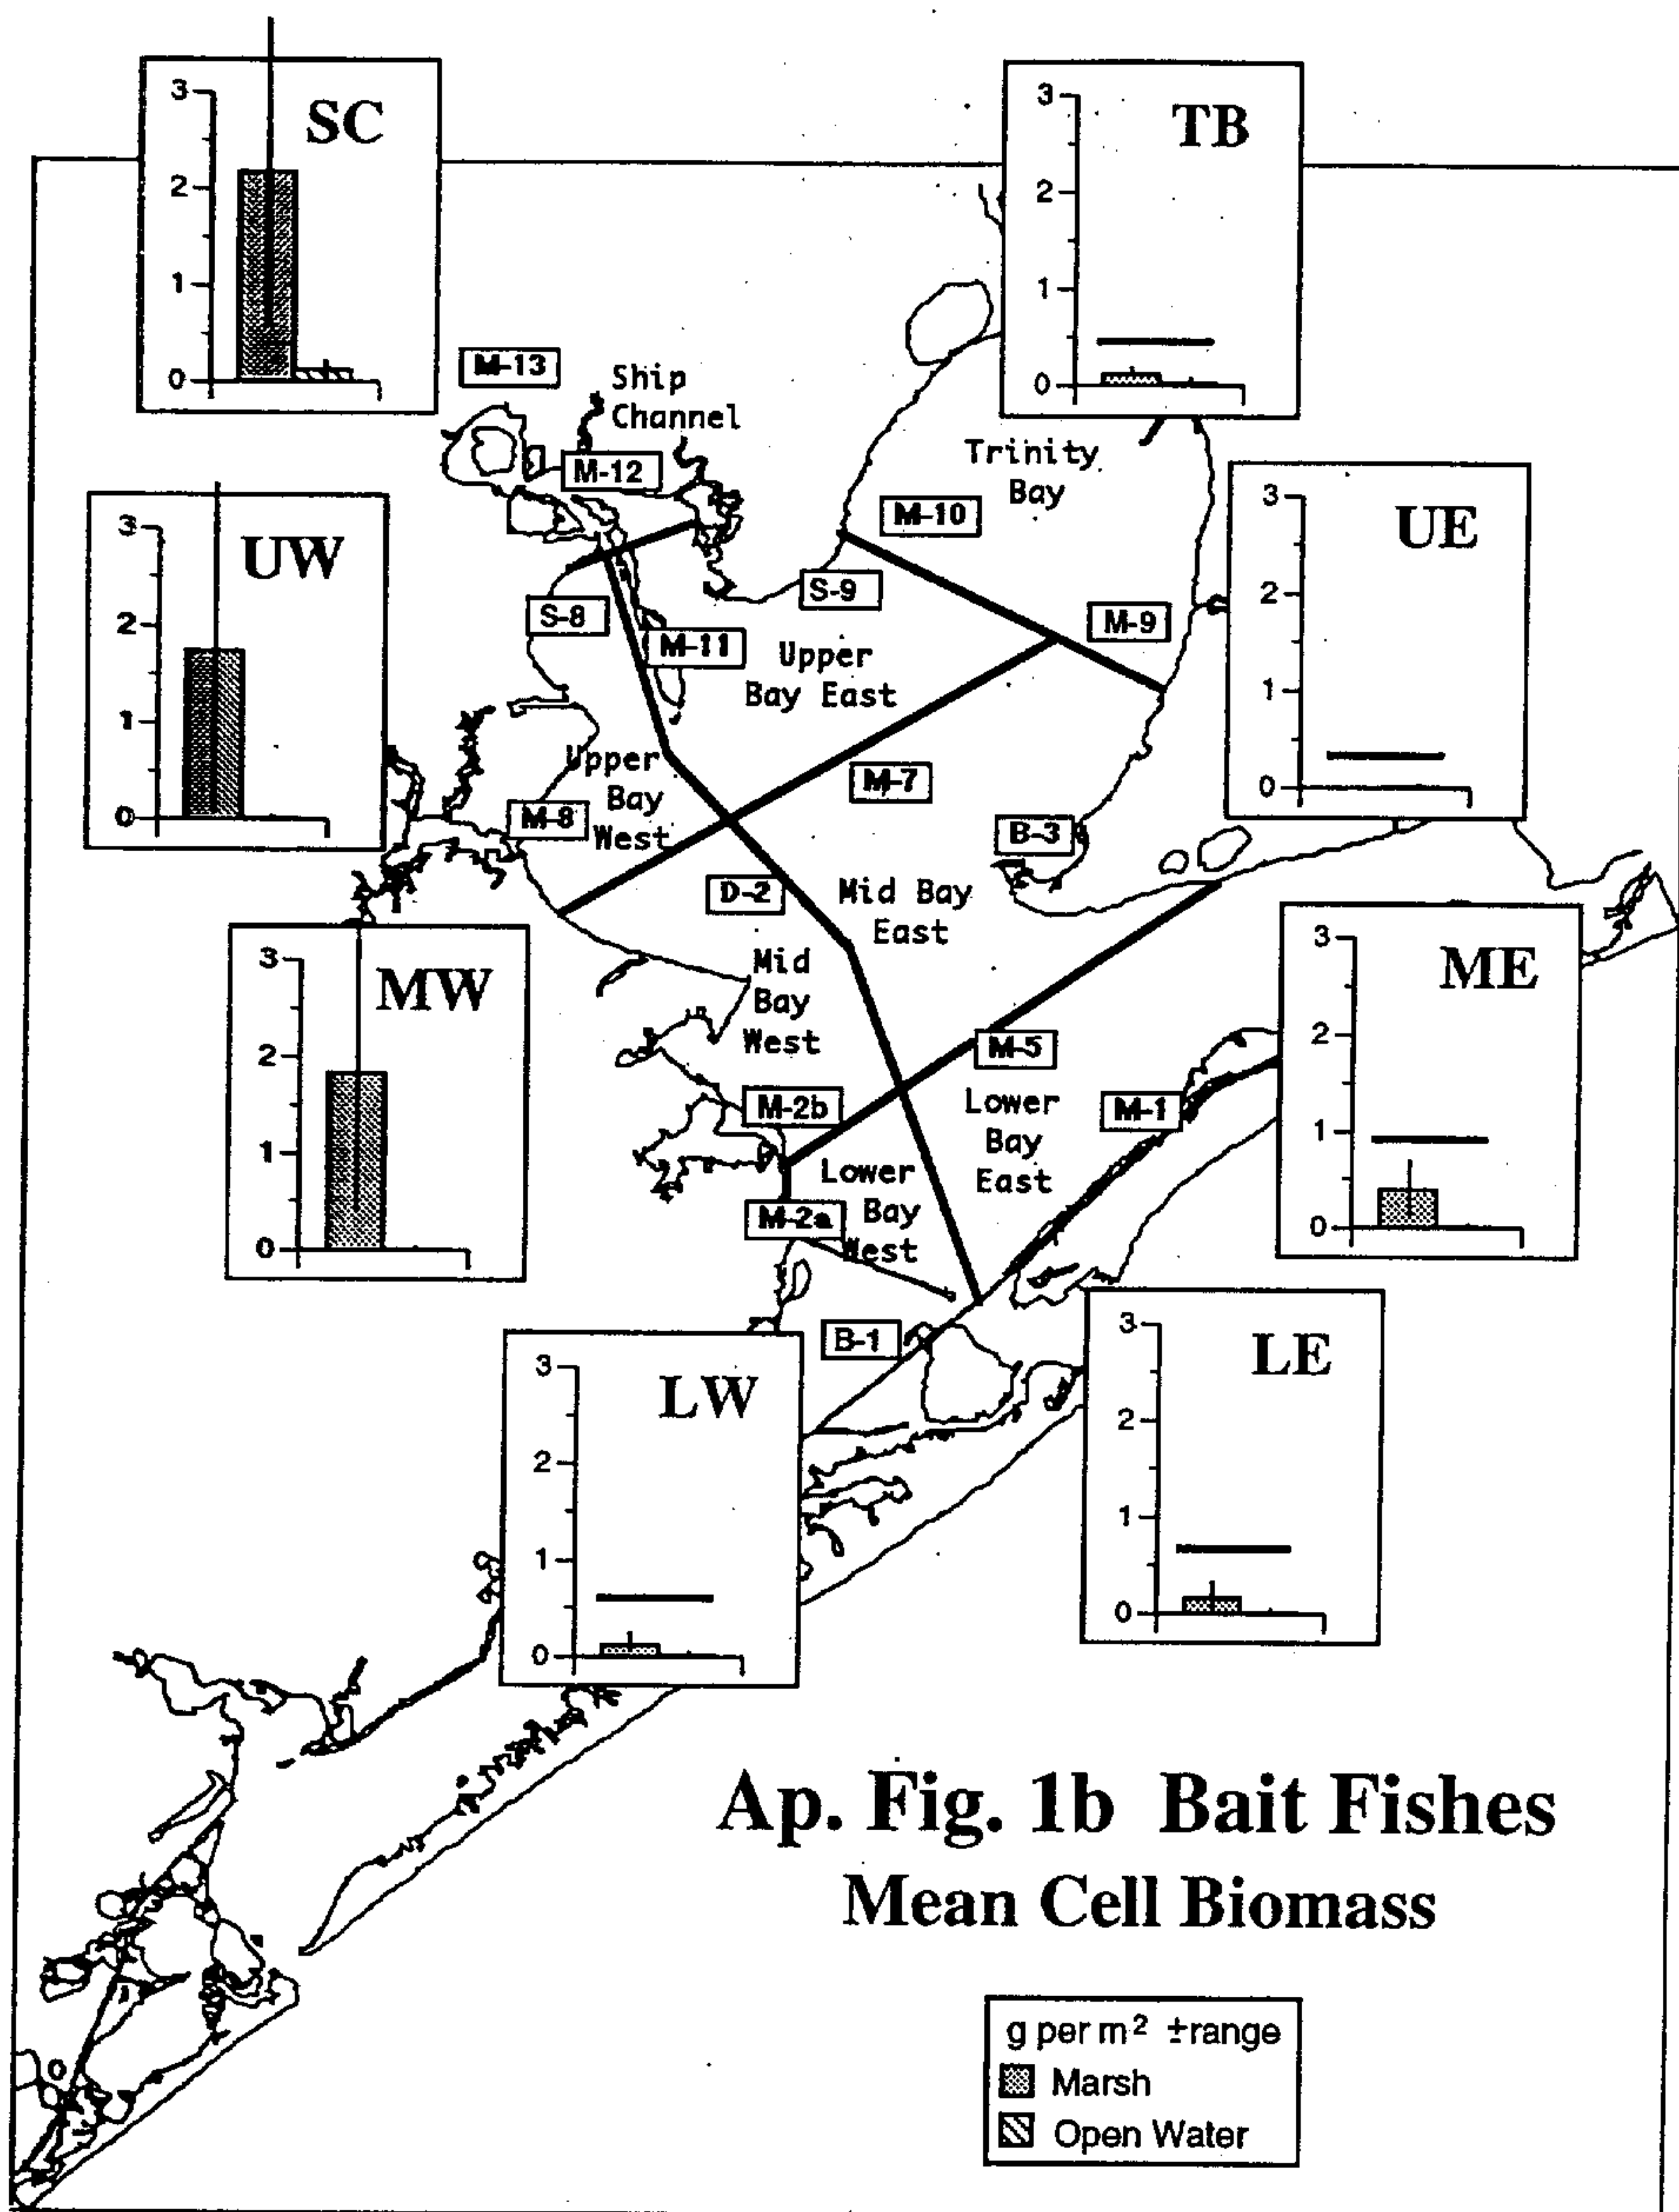 SC
3
2
1
0
TB
3
2
1
0
M-13
Ship
Channel
M-12
Trinity
Bay
UW
3
2
1
0
UE
3
2
1
0
M-10
S-9
S-8
M-9
M-11
Upper
Bay East
Upper
Bay
West
M-7
M-8
B-3
D-2
Mid Bay
East
MW
3
2
1
0
Mid
Bay
West
ME
3
2
1
0
M-5
M-2b
Lower
Bay
East
M-1
Lower
Bay
West
M-2a
B-1
LW
3
2
1
0
LE
3
2
1
0
Ap. Fig. 1b Bait Fishes
Mean Cell Biomass
g per m² ±range
Marsh
Open Water